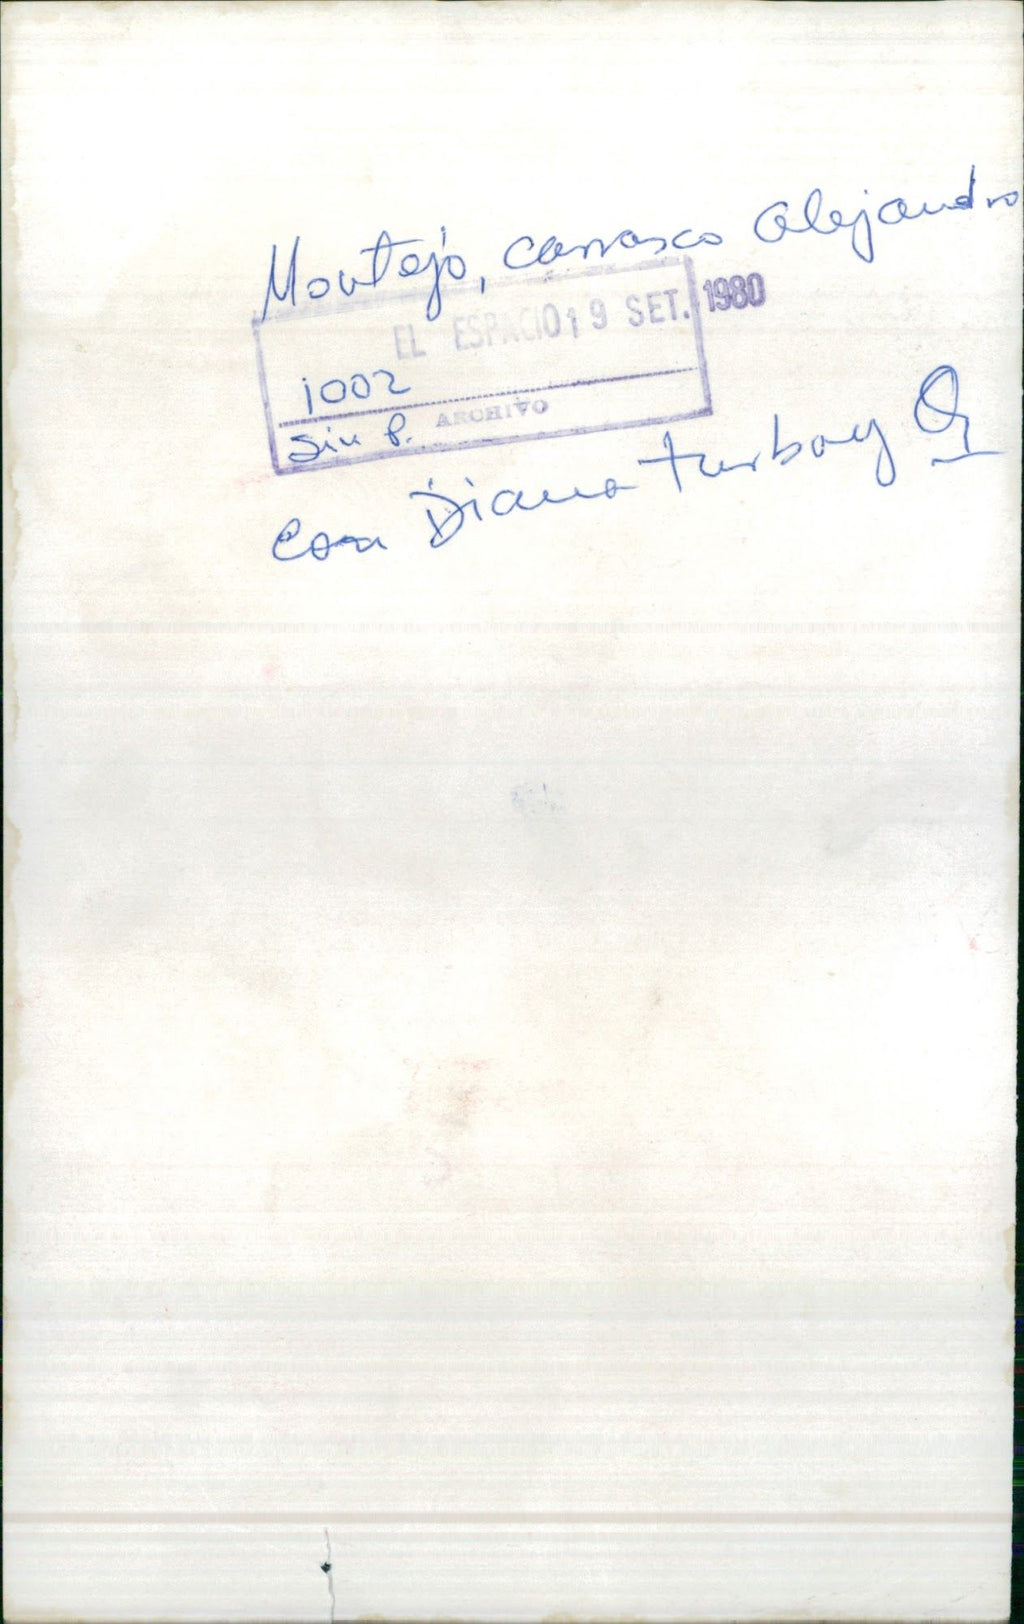 Montejo, Carrasco Alejandro
EL ESPACIO 19 SET. 1980
1002
Sin P. ARCHIVO
Con Diana Turbay Q